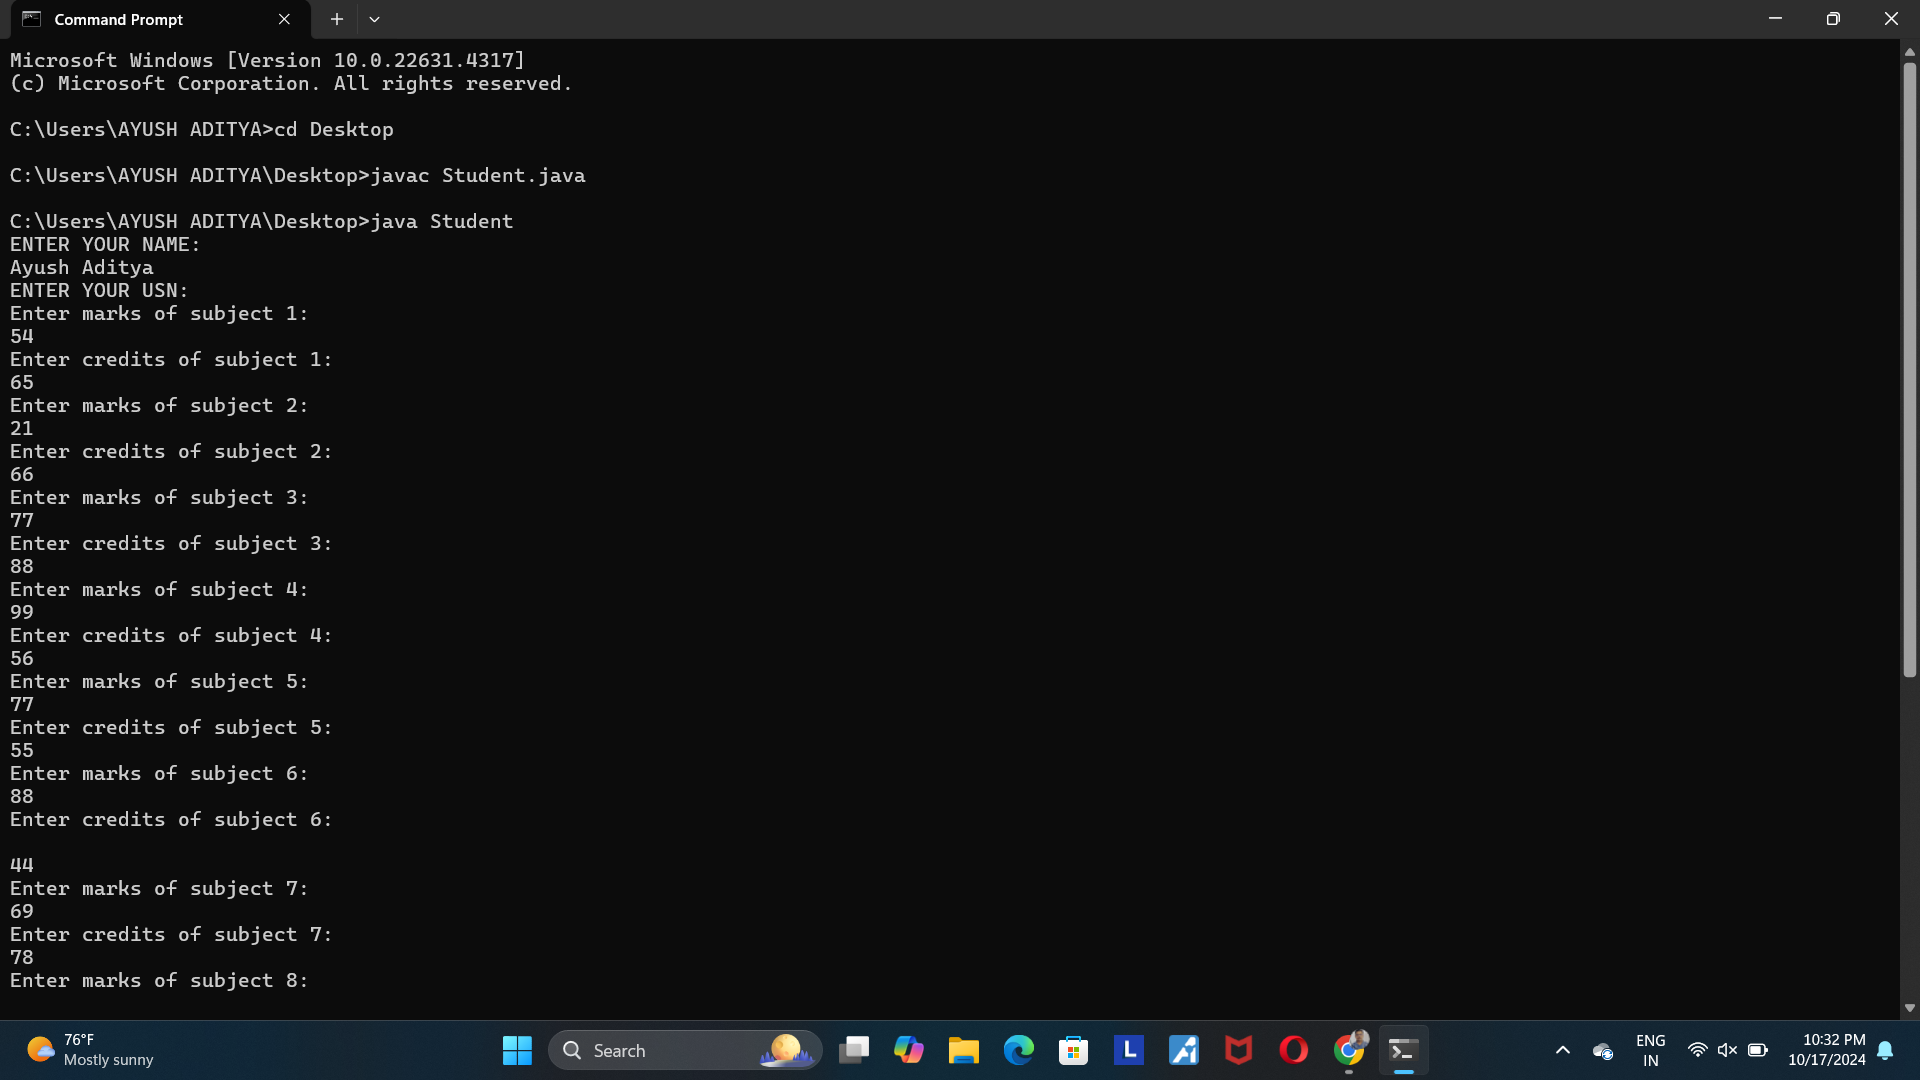 Command Prompt
Microsoft Windows [Version 10.0.22631.4317]
(c) Microsoft Corporation. All rights reserved.
C:\Users\AYUSH ADITYA>cd Desktop
C:\Users\AYUSH ADITYA\Desktop>javac Student.java
C:\Users\AYUSH ADITYA\Desktop>java Student
ENTER YOUR NAME:
Ayush Aditya
ENTER YOUR USN:
Enter marks of subject 1:
54
Enter credits of subject 1:
65
Enter marks of subject 2:
21
Enter credits of subject 2:
66
Enter marks of subject 3:
77
Enter credits of subject 3:
88
Enter marks of subject 4:
99
Enter credits of subject 4:
56
Enter marks of subject 5:
77
Enter credits of subject 5:
55
Enter marks of subject 6:
88
Enter credits of subject 6:
44
Enter marks of subject 7:
69
Enter credits of subject 7:
78
Enter marks of subject 8:
76°F
Mostly sunny
Search
L
ENG
IN
10:32 PM
10/17/2024